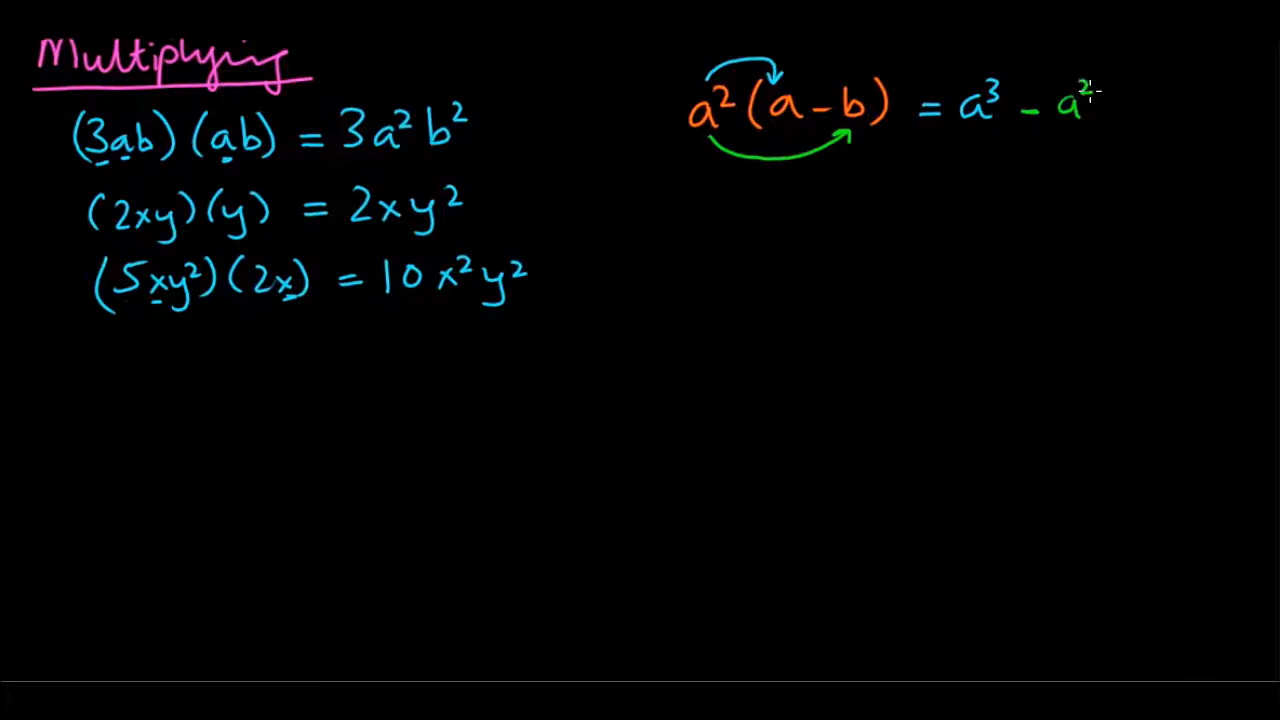 Multiplying
(3ab)(ab) = 3a²b²
(2xy)(y) = 2xy²
(5xy²)(2x) = 10x²y²
a²(a-b) = a³ - a²